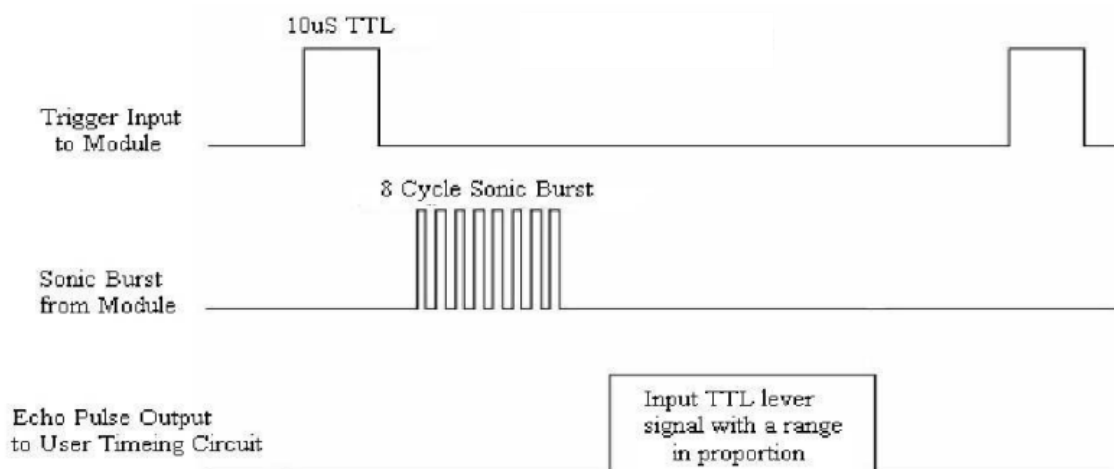 10uS TTL
Trigger Input
to Module
8 Cycle Sonic Burst
Sonic Burst
from Module
Echo Pulse Output
to User Timeing Circuit
Input TTL lever
signal with a range
in proportion